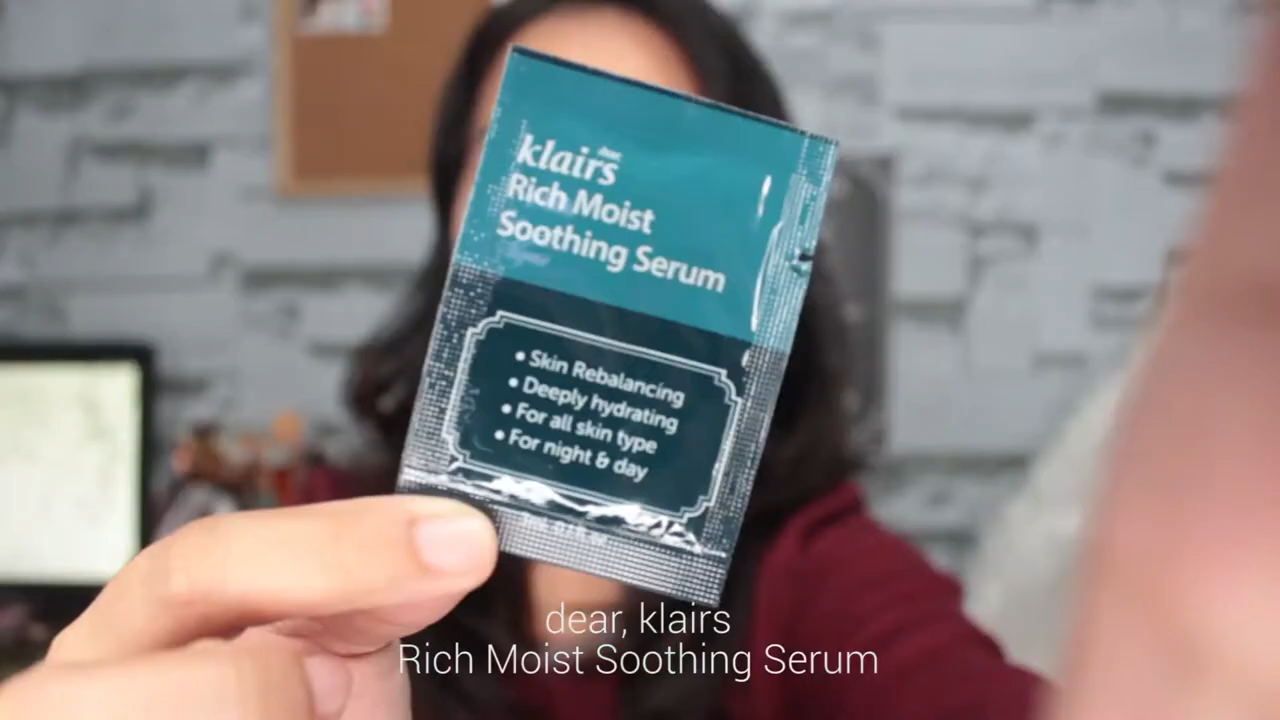 dear
klairs
Rich Moist
Soothing Serum
• Skin Rebalancing
• Deeply hydrating
• For all skin type
• For night & day
dear, klairs
Rich Moist Soothing Serum